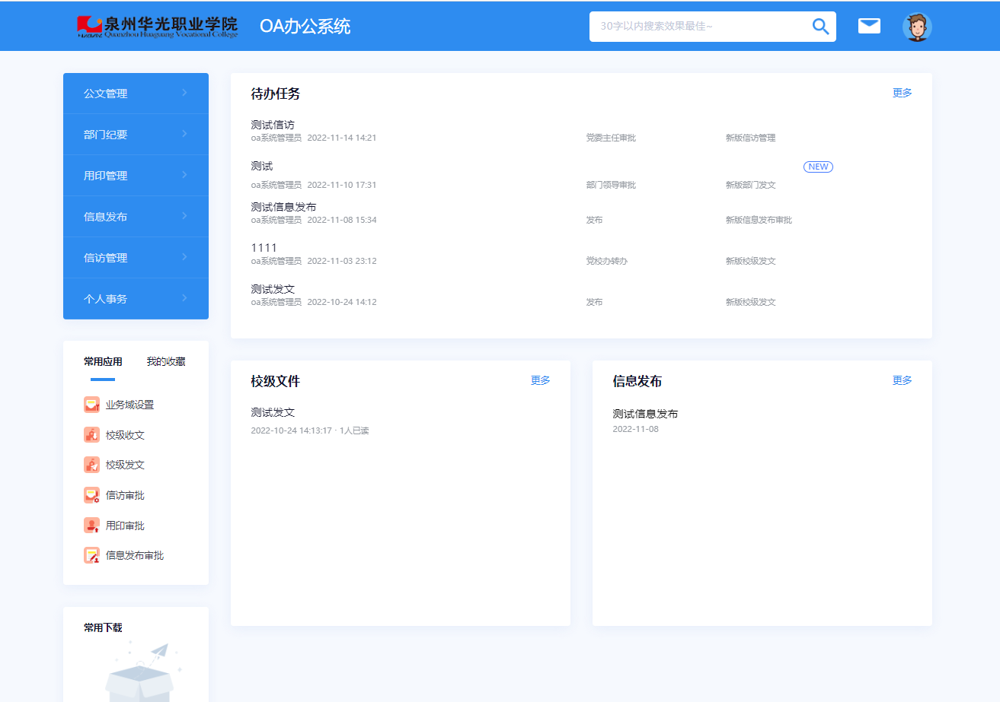 泉州华光职业学院
Quanzhou Huaguang Vocational College
OA办公系统
30字以内搜索效果最佳~
公文管理
部门纪要
用印管理
信息发布
信访管理
个人事务
待办任务
更多
测试信访
oa系统管理员 2022-11-14 14:21
党委主任审批
新版信访管理
测试
NEW
oa系统管理员 2022-11-10 17:31
部门领导审批
新版部门发文
测试信息发布
oa系统管理员 2022-11-08 15:34
发布
新版信息发布审批
1111
oa系统管理员 2022-11-03 23:12
党校办转办
新版校级发文
测试发文
oa系统管理员 2022-10-24 14:12
发布
新版校级发文
常用应用
我的收藏
业务域设置
校级收文
校级发文
信访审批
用印审批
信息发布审批
校级文件
更多
测试发文
2022-10-24 14:13:17 · 1人已读
信息发布
更多
测试信息发布
2022-11-08
常用下载